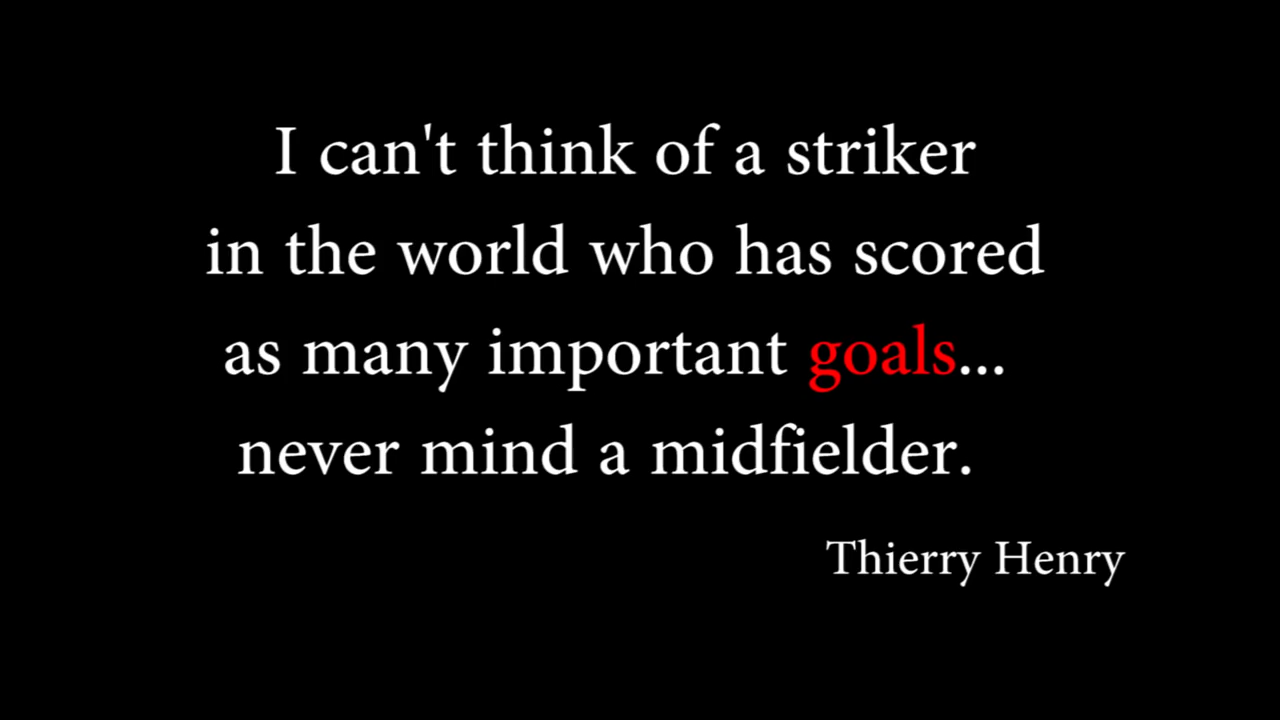 I can't think of a striker
in the world who has scored
as many important goals...
never mind a midfielder.
Thierry Henry